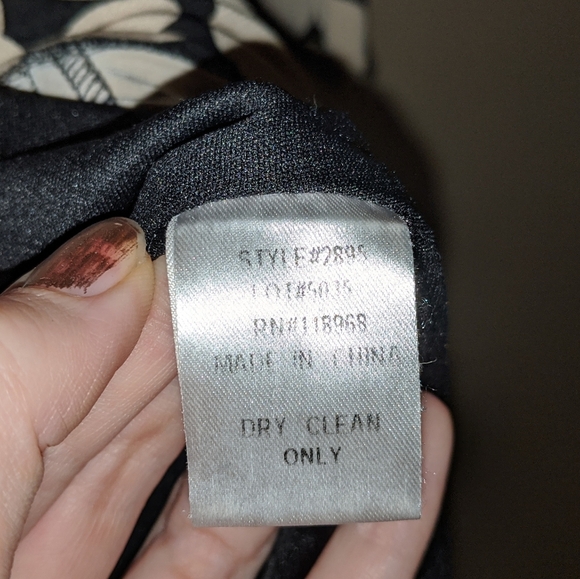 STYLE#2895
LOT#5035
RN#118968
MADE IN CHINA
DRY CLEAN
ONLY